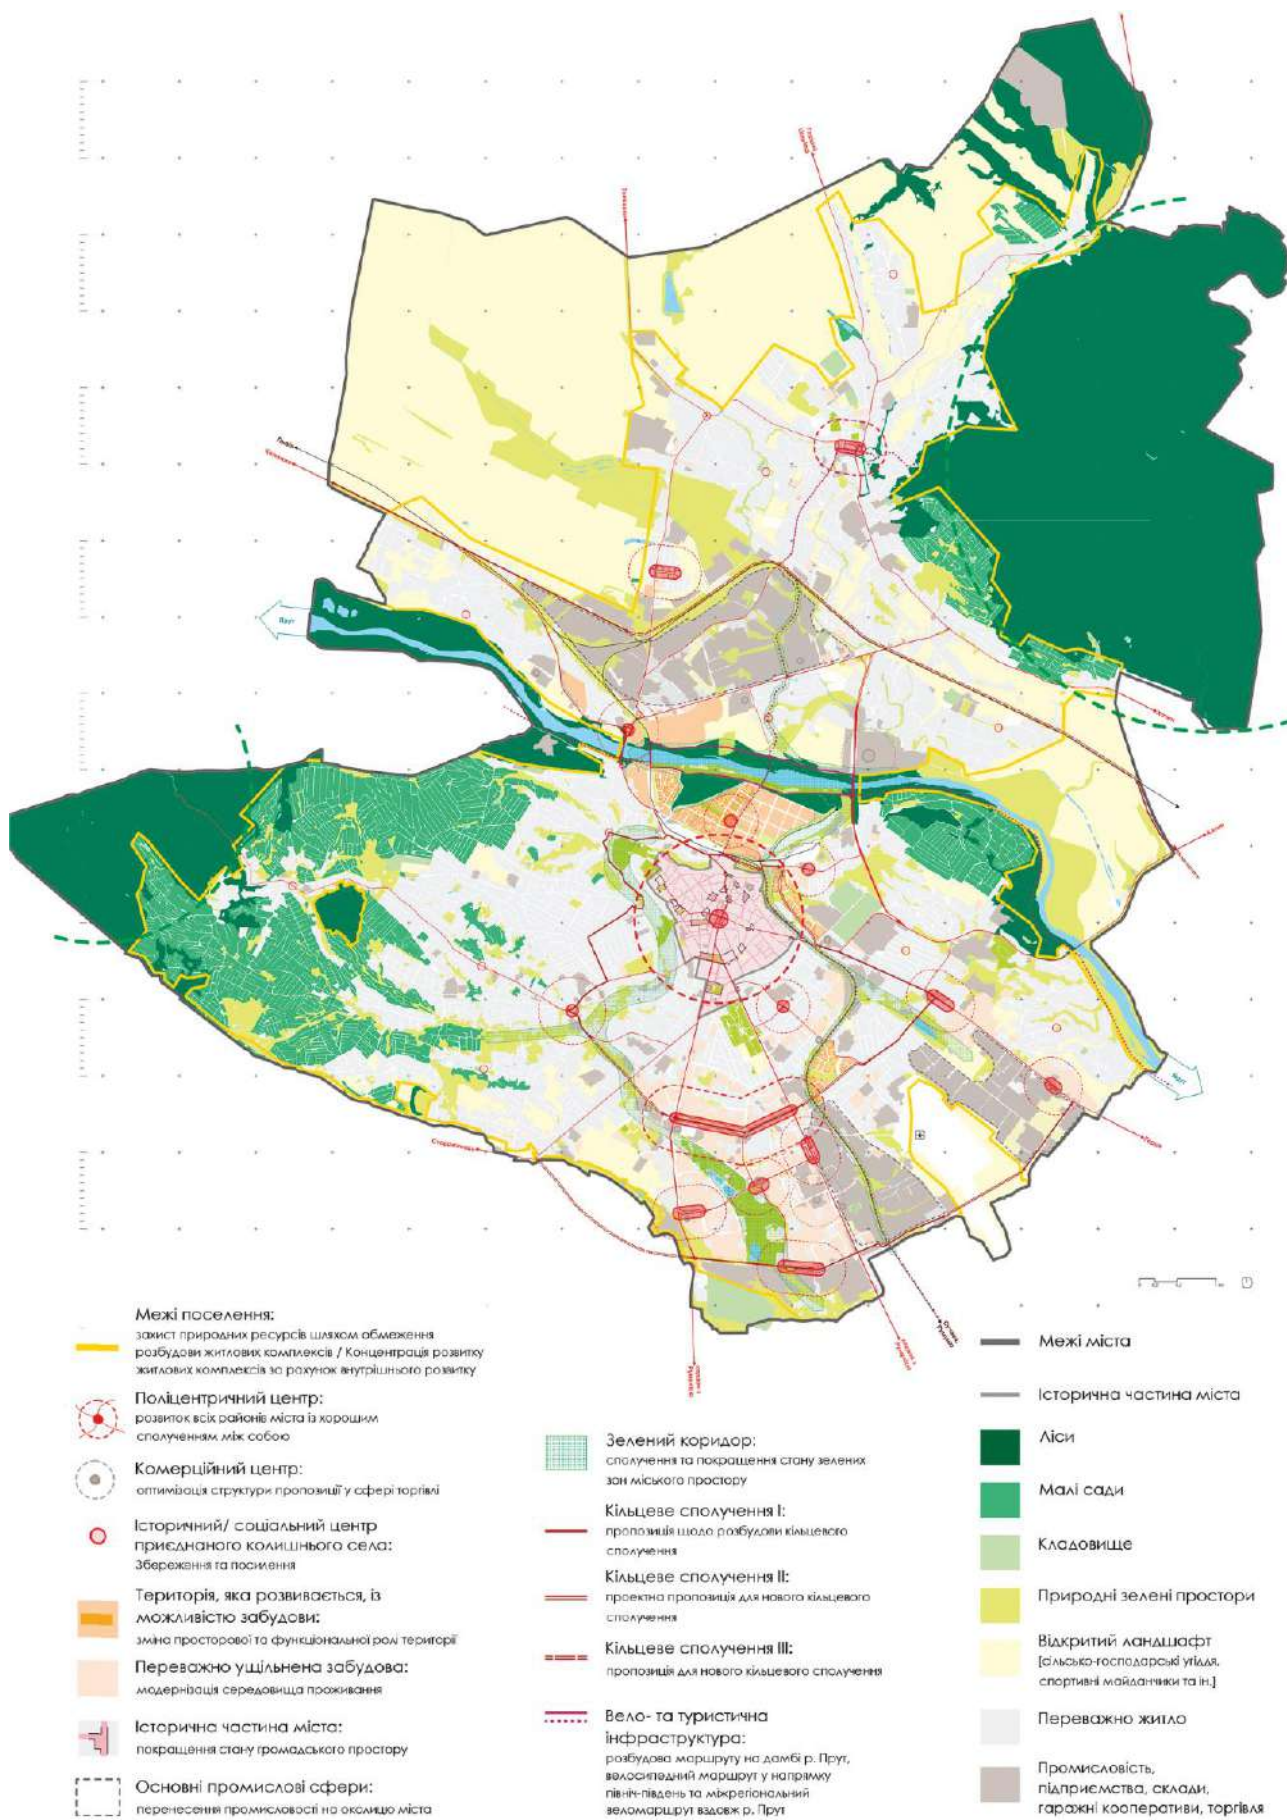 Прут
Сторожинець
Прут
Межі поселення:
захист природних ресурсів шляхом обмеження
розбудови житлових комплексів / Концентрація розвитку
житлових комплексів за рахунок внутрішнього розвитку
Поліцентричний центр:
розвиток всіх районів міста із хорошим
сполученням між собою
Комерційний центр:
оптимізація структури пропозиції у сфері торгівлі
Історичний/ соціальний центр
приєднаного колишнього села:
Збереження та посилення
Територія, яка розвивається, із
можливістю забудови:
зміна просторової та функціональної ролі території
Переважно ущільнена забудова:
модернізація середовища проживання
Історична частина міста:
покращення стану громадського простору
Основні промислові сфери:
перенесення промисловості на околицю міста
Зелений коридор:
сполучення та покращення стану зелених
зон міського простору
Кільцеве сполучення I:
пропозиція щодо розбудови кільцевого
сполучення
Кільцеве сполучення II:
проектна пропозиція для нового кільцевого
сполучення
Кільцеве сполучення III:
пропозиція для нового кільцевого сполучення
Вело- та туристична
інфраструктура:
розбудова маршруту на дамбі р. Прут,
велосипедний маршрут у напрямку
північ-південь та міжрегіональний
веломаршрут вздовж р. Прут
Межі міста
Історична частина міста
Ліси
Малі сади
Кладовище
Природні зелені простори
Відкритий ландшафт
[сільсько-господарські угіддя,
спортивні майданчики та ін.]
Переважно житло
Промисловість,
підприємства, склади,
гаражні кооперативи, торгівля